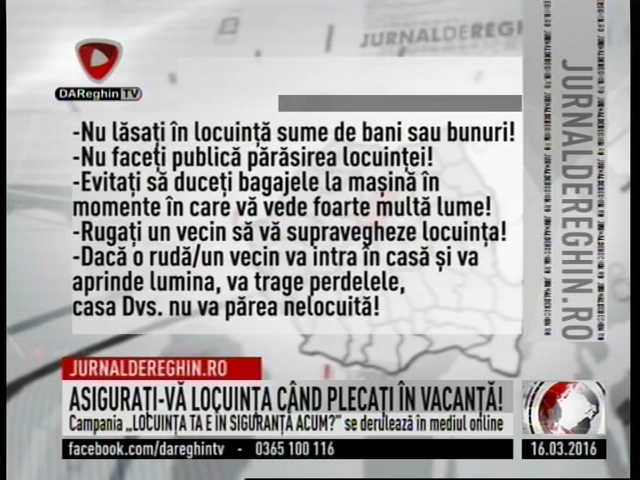 JURNALDEREGH
DAReghin TV
-Nu lăsați în locuință sume de bani sau bunuri!
-Nu faceți publică părăsirea locuinței!
-Evitați să duceți bagajele la mașină în
momente în care vă vede foarte multă lume!
-Rugați un vecin să vă supravegheze locuința!
-Dacă o rudă/un vecin va intra în casă și va
aprinde lumina, va trage perdelele,
casa Dvs. nu va părea nelocuită!
JURNALDEREGHIN.RO
JURNALDEREGHIN.RO
ASIGURAȚI-VĂ LOCUINȚA CÂND PLECAȚI ÎN VACANȚĂ!
Campania „LOCUINȚA TA E ÎN SIGURANȚĂ ACUM?” se derulează în mediul online
facebook.com/dareghintv - 0365 100 116
16.03.2016